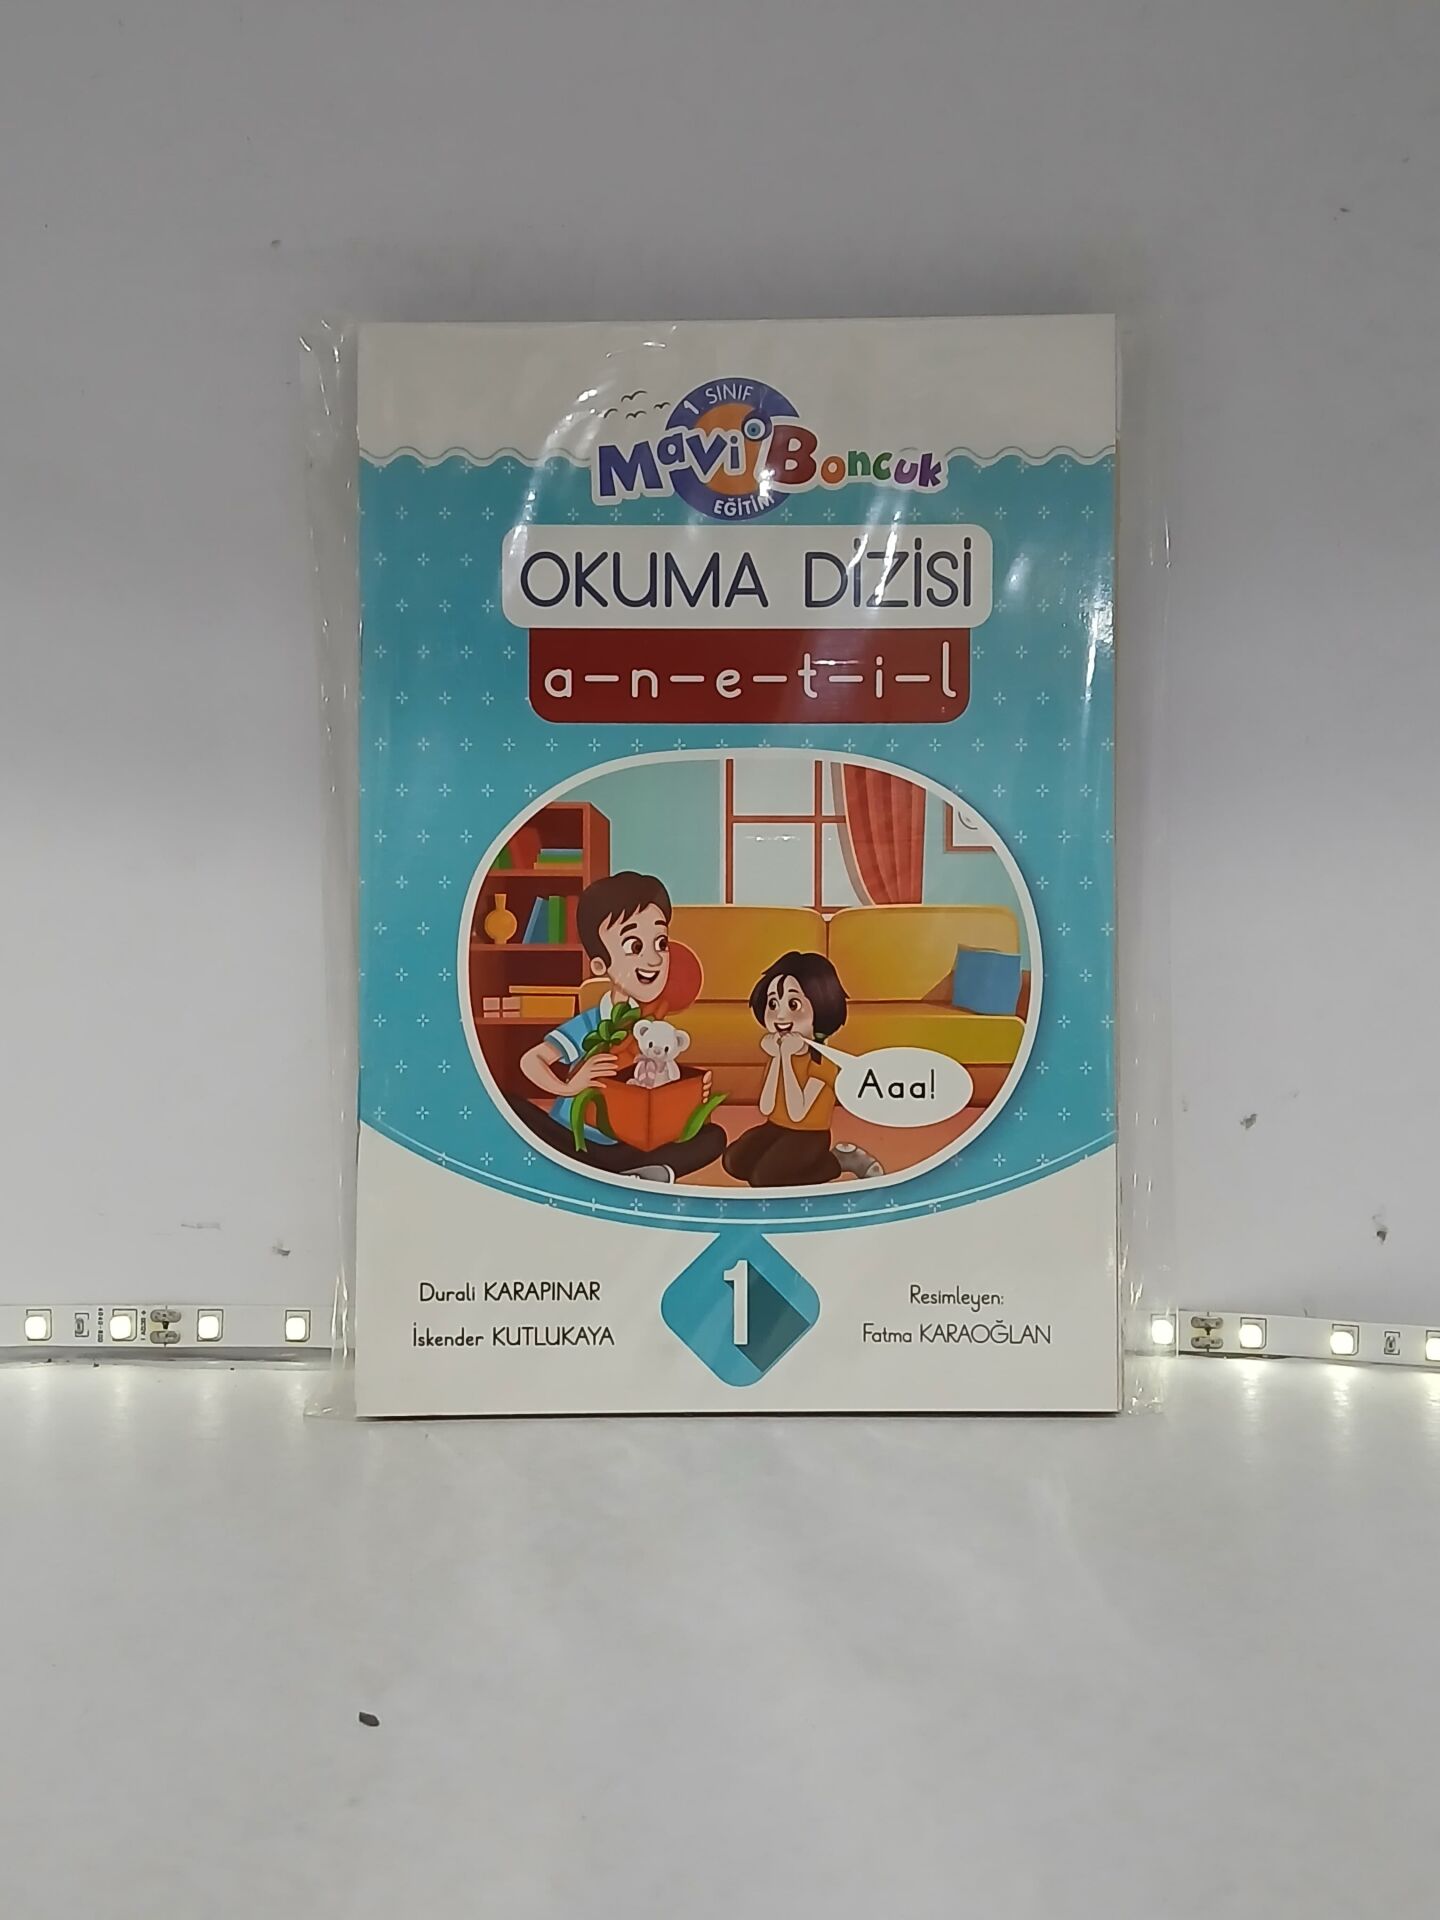 1. SINIF
Mavi Boncuk
EĞİTİM
OKUMA DİZİSİ
a-n-e-t-i-l
Aaa!
1
Durali KARAPINAR
İskender KUTLUKAYA
Resimleyen:
Fatma KARAOĞLAN